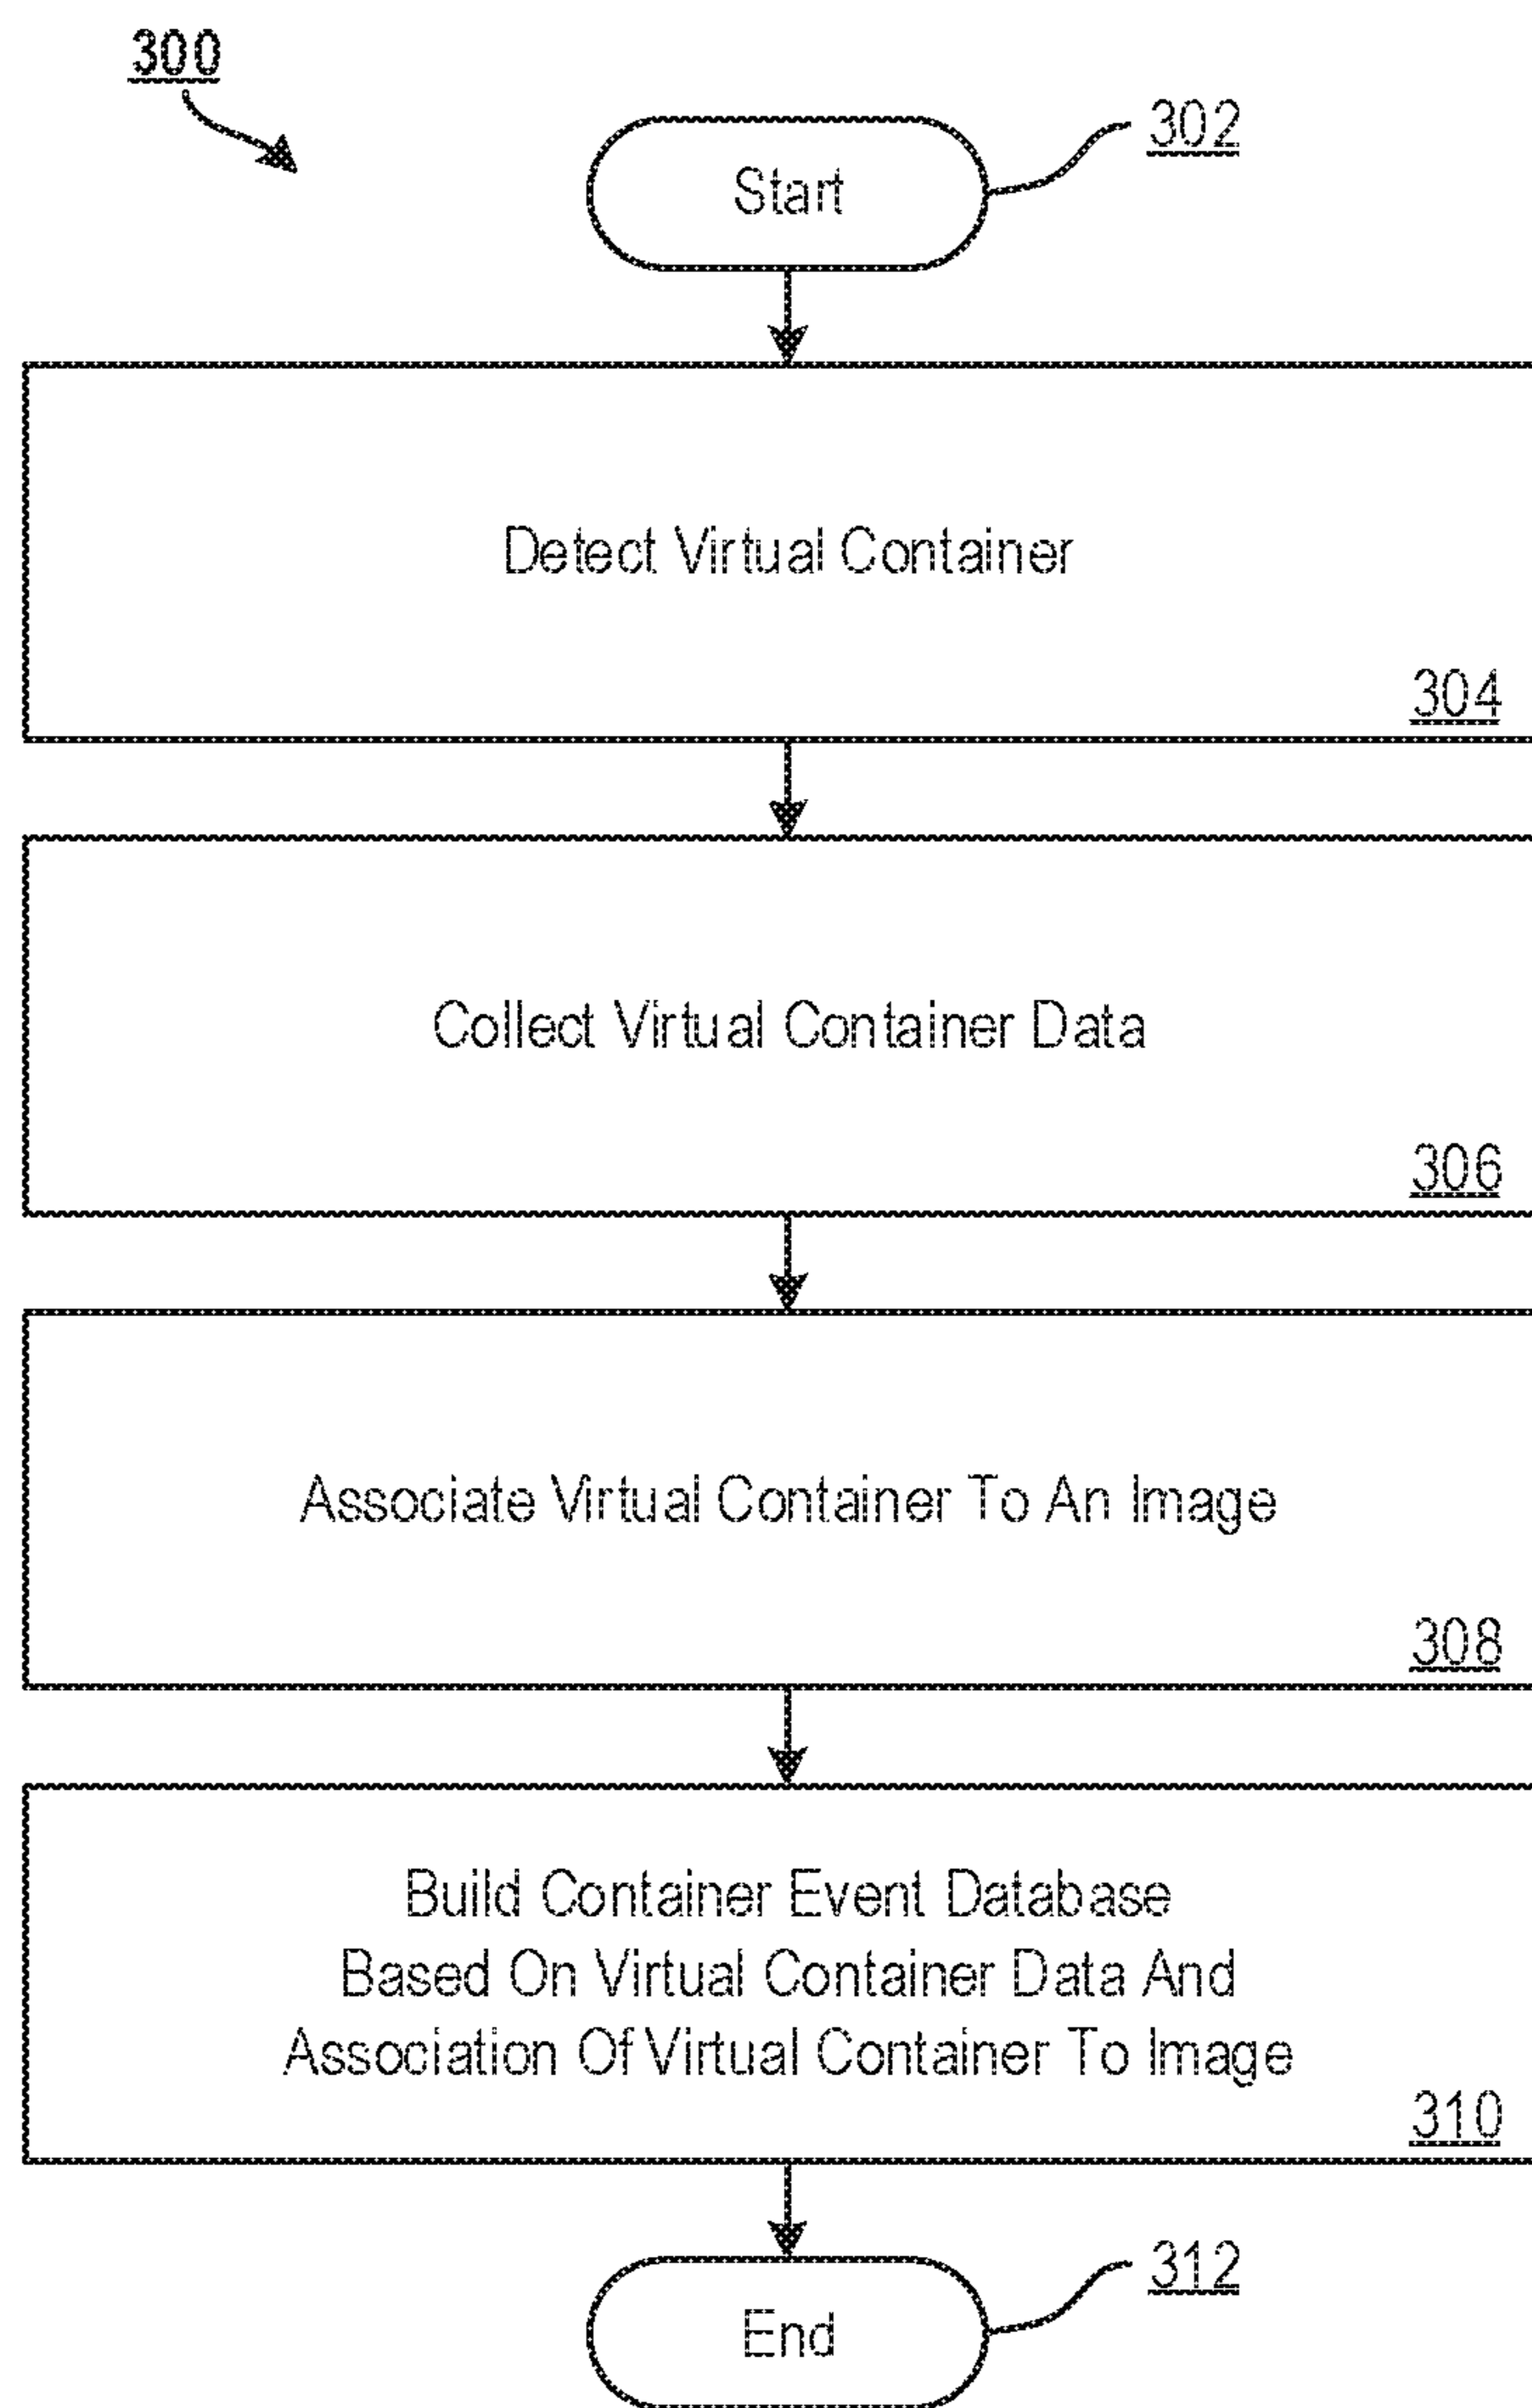 300
302
Start
Detect Virtual Container
304
Collect Virtual Container Data
306
Associate Virtual Container To An Image
308
Build Container Event Database
Based On Virtual Container Data And
Association Of Virtual Container To Image
310
312
End